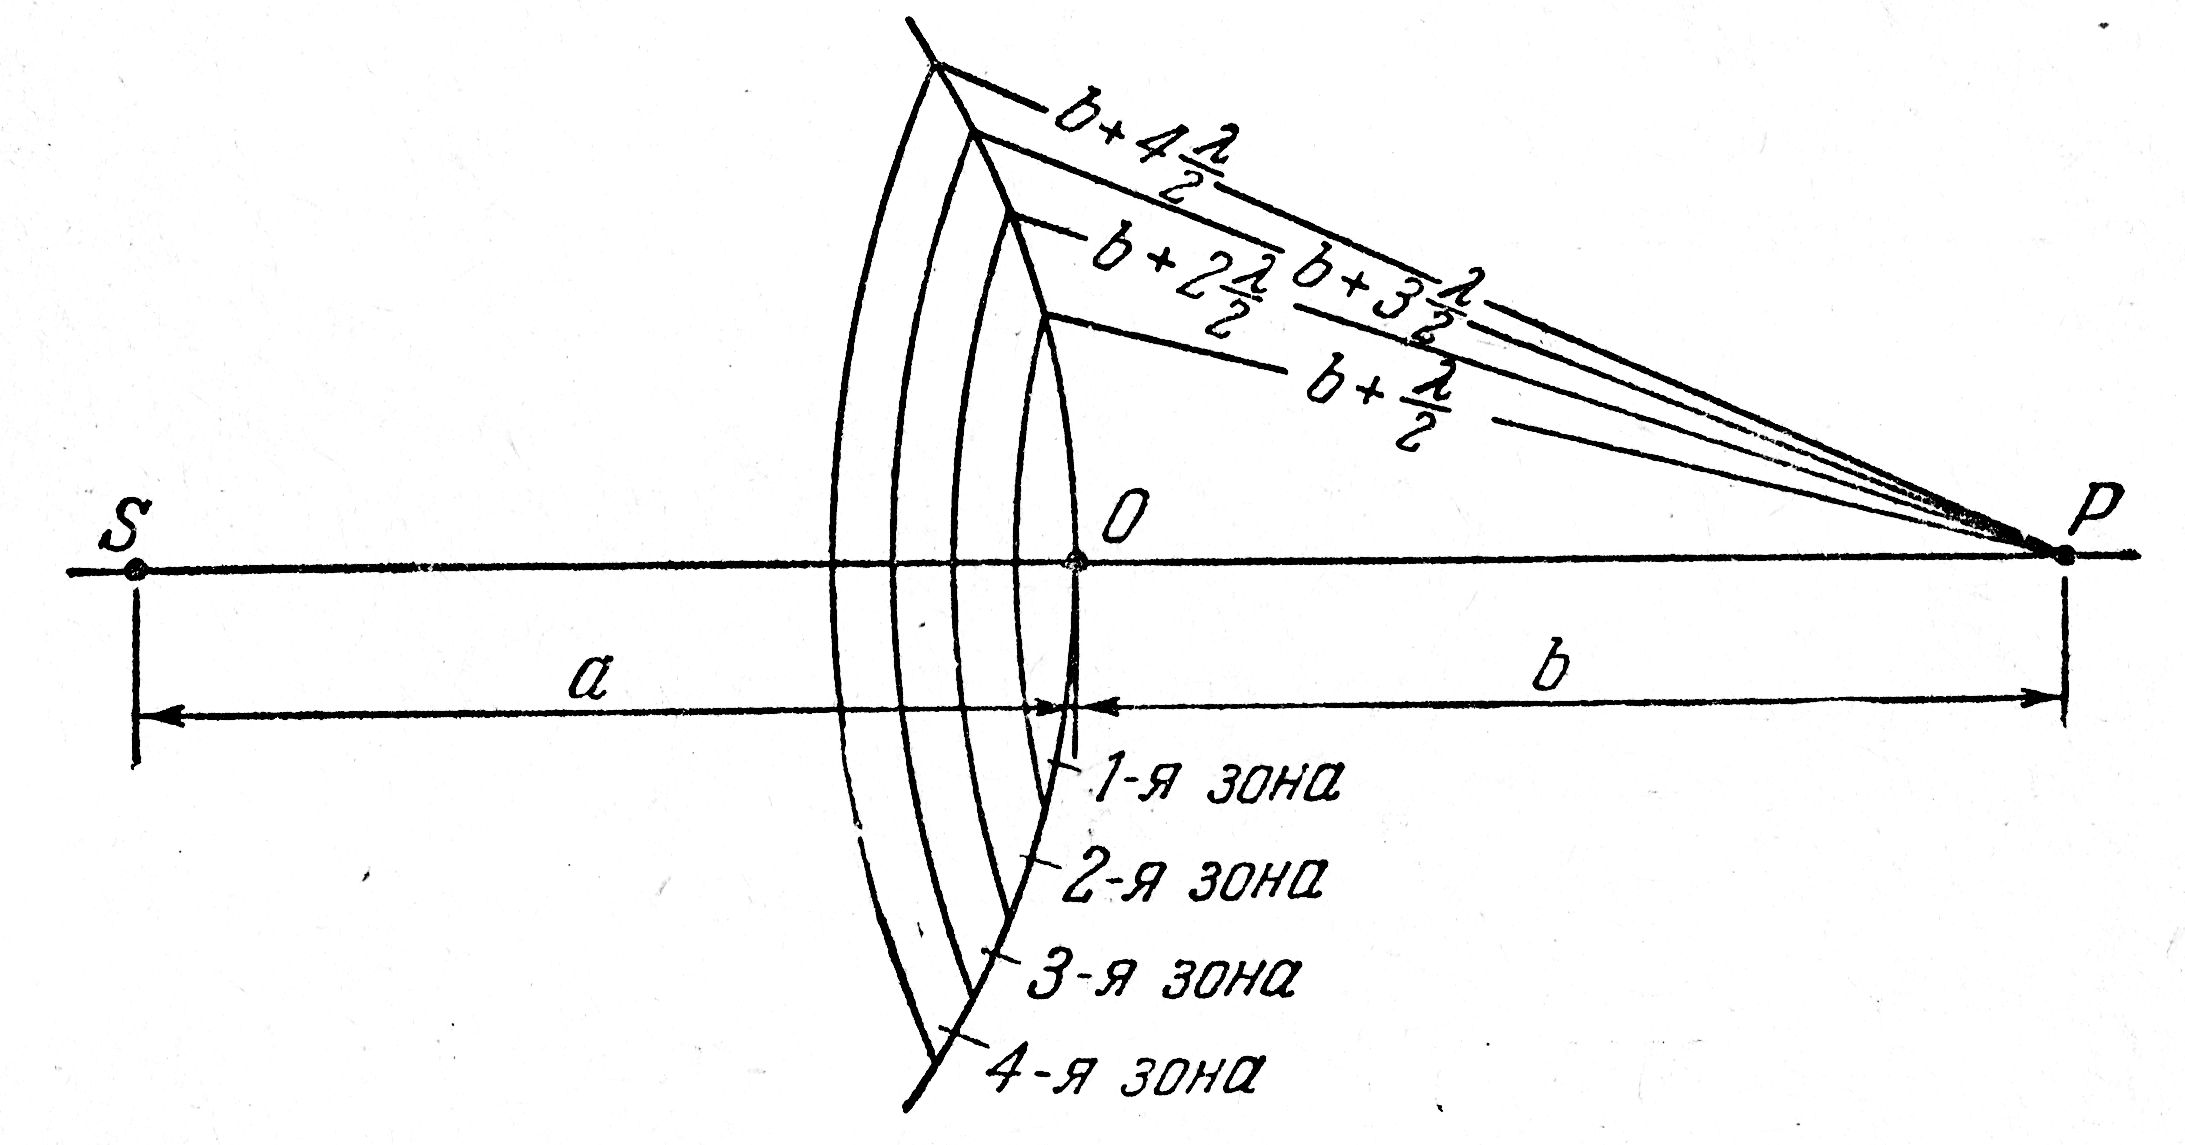 b+4λ/2
b+3λ/2
b+2λ/2
b+λ/2
S
O
P
a
b
1-я зона
2-я зона
3-я зона
4-я зона